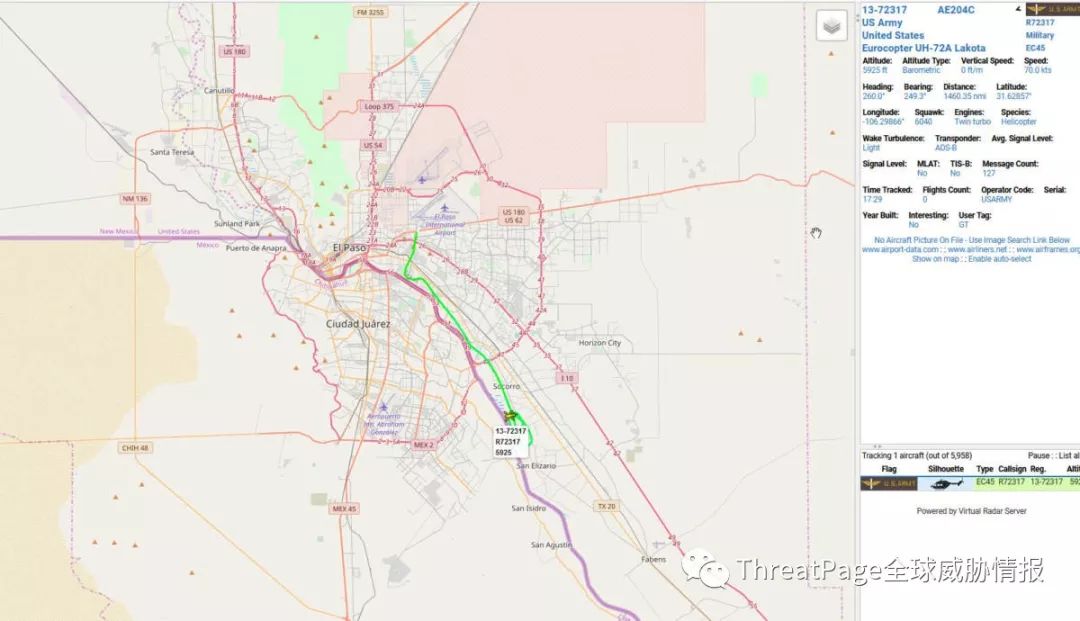 FM 3255
US 180
Canutillo
Loop 375
US 54
Santa Teresa
NM 136
Sunland Park
US 180
US 62
El Paso
International
Airport
New Mexico
United States
México
Puerto de Anapra
El Paso
Chihuahua
Ciudad Juárez
Horizon City
I 10
Socorro
Aeropuerto
Int. Abraham
González
MEX 2
CHIH 48
13-72317
R72317
5925
San Elizario
MEX 45
San Isidro
TX 20
San Agustin
Fabens
13-72317 AE204C U.S. ARMY
US Army R72317
United States Military
Eurocopter UH-72A Lakota EC45
Altitude: Altitude Type: Vertical Speed: Speed:
5925 ft Barometric 0 ft/m 70.0 kts
Heading: Bearing: Distance: Latitude:
260.0° 249.3° 1460.35 nmi 31.62857°
Longitude: Squawk: Engines: Species:
-106.29866° 6040 Twin turbo Helicopter
Wake Turbulence: Transponder: Avg. Signal Level:
Light ADS-B
Signal Level: MLAT: TIS-B: Message Count:
No No 127
Time Tracked: Flights Count: Operator Code: Serial:
17:29 0 USARMY
Year Built: Interesting: User Tag:
No GT
No Aircraft Picture On File - Use Image Search Link Below
www.airport-data.com : : www.airliners.net : : www.airframes.org
Show on map : : Enable auto-select
Tracking 1 aircraft (out of 5,958) Pause : : List al
Flag Silhouette Type Callsign Reg. Alti
U.S. ARMY EC45 R72317 13-72317 592
Powered by Virtual Radar Server
ThreatPage全球威胁情报